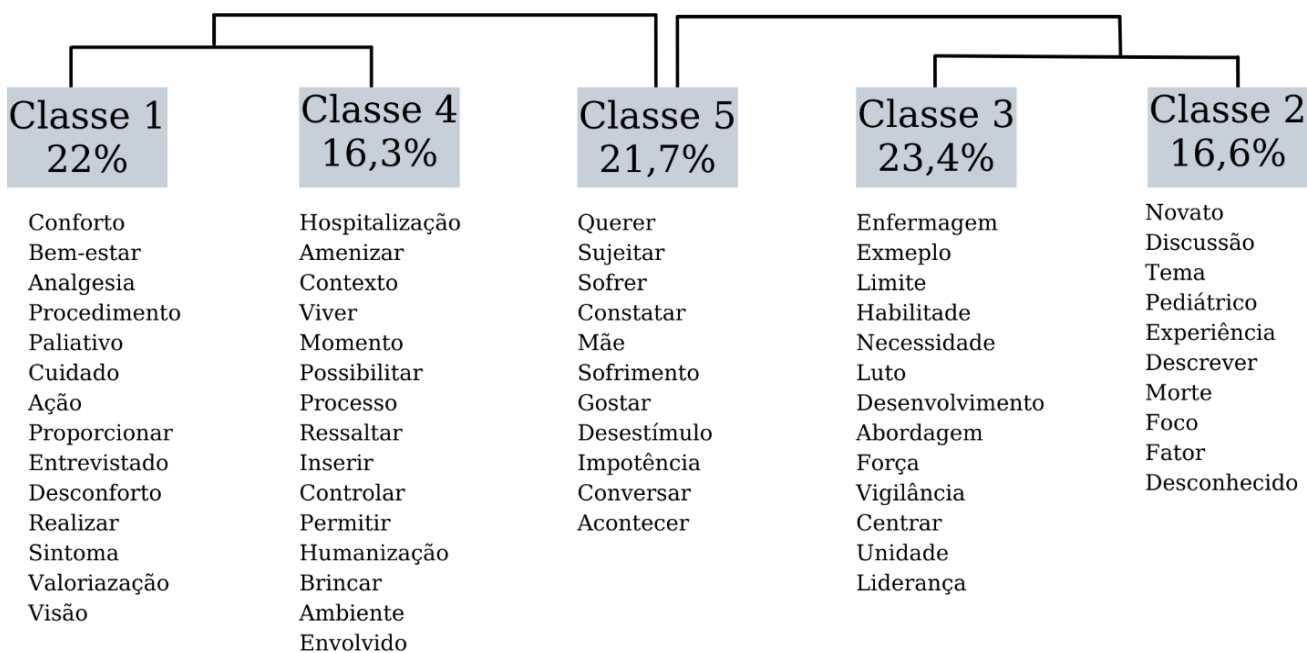 Classe 1
22%
Conforto
Bem-estar
Analgesia
Procedimento
Paliativo
Cuidado
Ação
Proporcionar
Entrevistado
Desconforto
Realizar
Sintoma
Valoriazação
Visão
Classe 4
16,3%
Hospitalização
Amenizar
Contexto
Viver
Momento
Possibilitar
Processo
Ressaltar
Inserir
Controlar
Permitir
Humanização
Brincar
Ambiente
Envolvido
Classe 5
21,7%
Querer
Sujeitar
Sofrer
Constatar
Mãe
Sofrimento
Gostar
Desestímulo
Impotência
Conversar
Acontecer
Classe 3
23,4%
Enfermagem
Exmeplo
Limite
Habilitade
Necessidade
Luto
Desenvolvimento
Abordagem
Força
Vigilância
Centrar
Unidade
Liderança
Classe 2
16,6%
Novato
Discussão
Tema
Pediátrico
Experiência
Descrever
Morte
Foco
Fator
Desconhecido